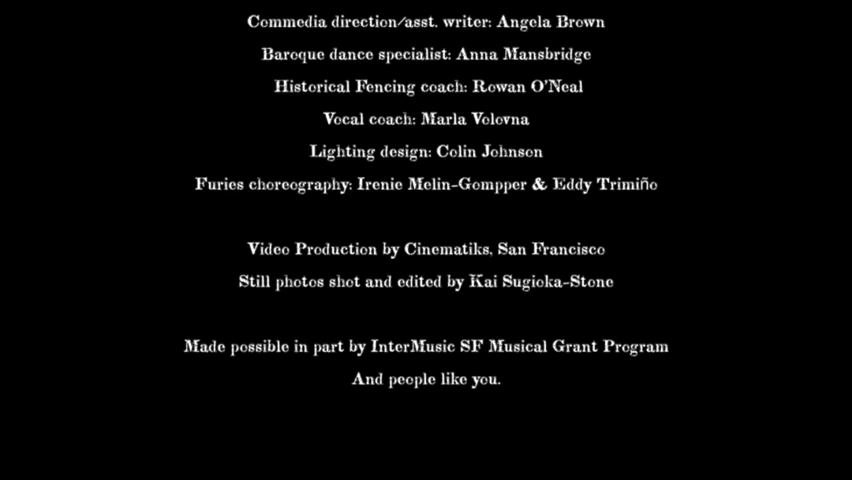 Commedia direction/asst. writer: Angela Brown
Baroque dance specialist: Anna Mansbridge
Historical Fencing coach: Rowan O'Neal
Vocal coach: Marla Volovna
Lighting design: Colin Johnson
Furies choreography: Irenie Melin-Gompper & Eddy Trimiño
Video Production by Cinematiks, San Francisco
Still photos shot and edited by Kai Sugioka-Stone
Made possible in part by InterMusic SF Musical Grant Program
And people like you.